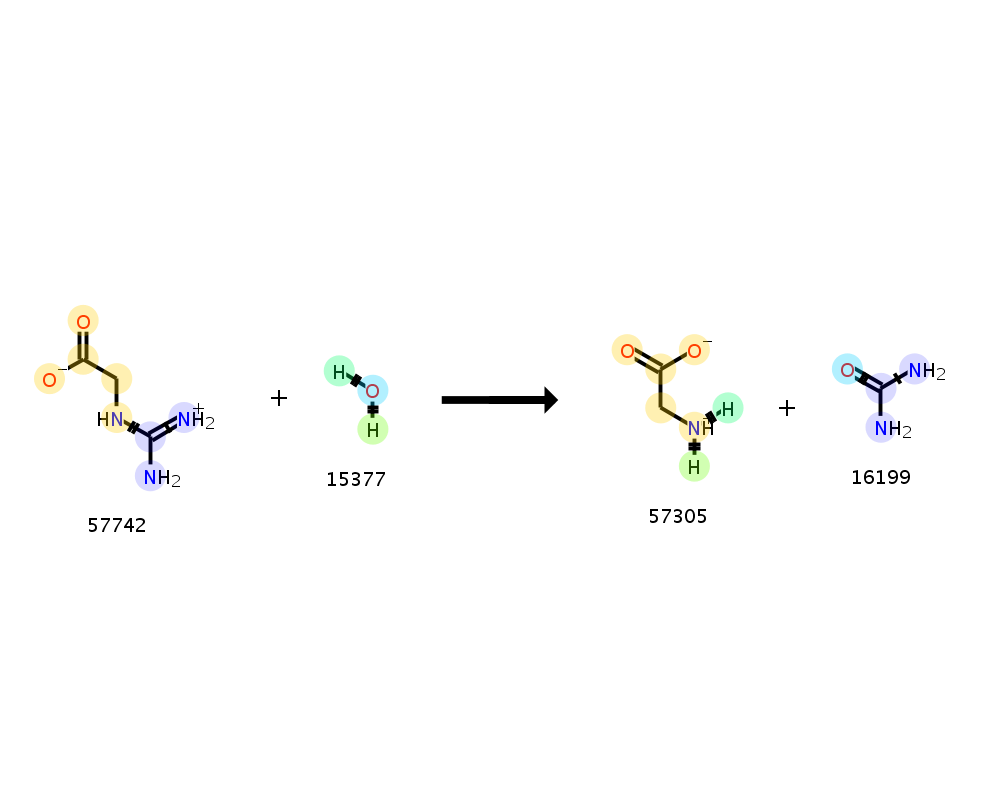 O
O⁻
HN
NH₂⁺
NH₂
57742
+
H
O
H
15377
O
O⁻
NH⁺
H
H
57305
+
O
NH₂
NH₂
16199